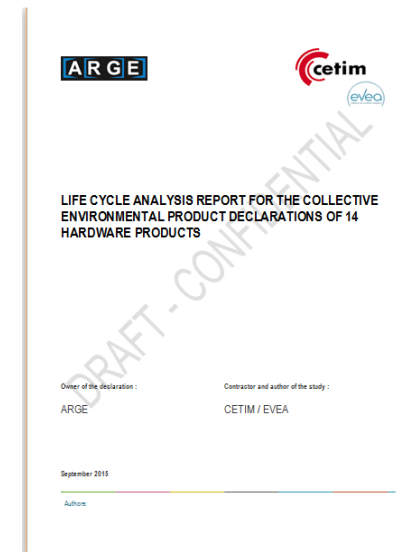 ARGE
cetim
evea
LIFE CYCLE ANALYSIS REPORT FOR THE COLLECTIVE
ENVIRONMENTAL PRODUCT DECLARATIONS OF 14
HARDWARE PRODUCTS
DRAFT - CONFIDENTIAL
Owner of the declaration :
Contractor and author of the study :
ARGE
CETIM / EVEA
September 2015
Authors: